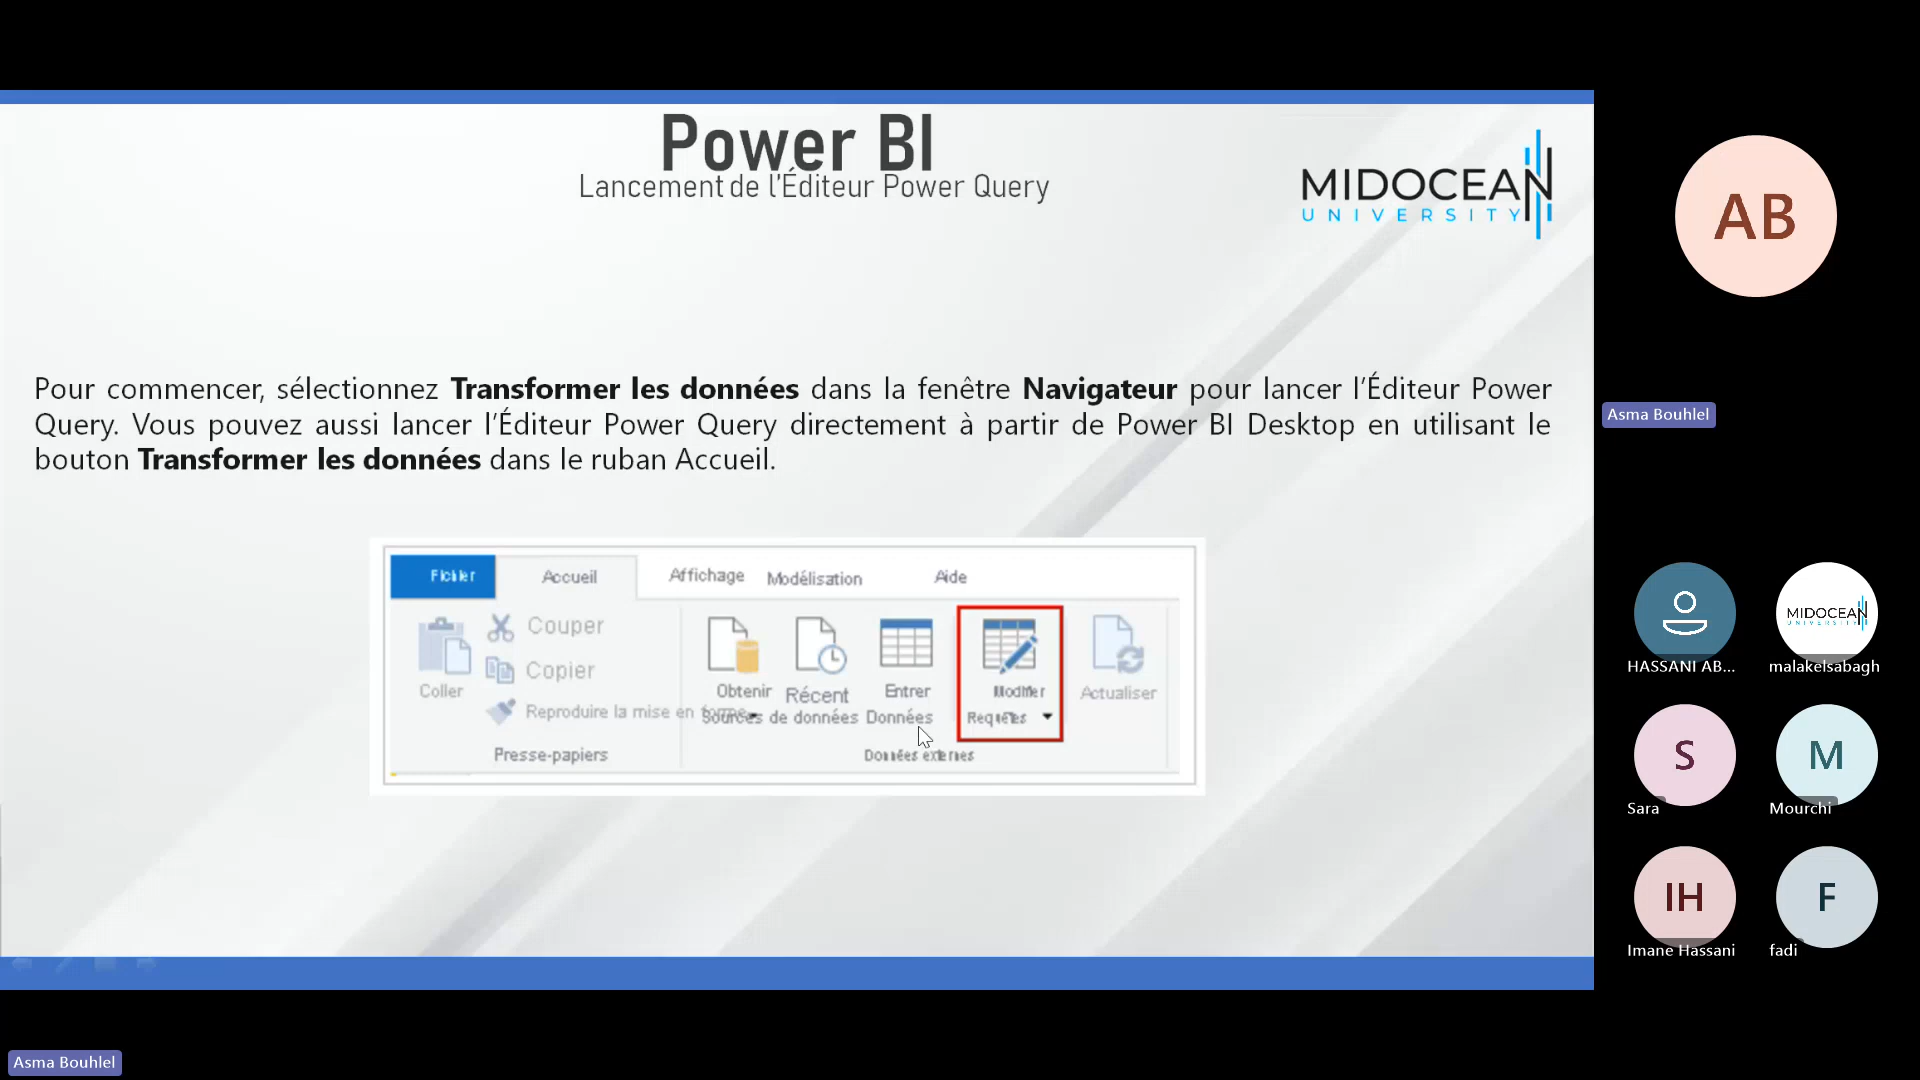 Power BI
Lancement de l'Éditeur Power Query
MIDOCEAN
UNIVERSITY
Pour commencer, sélectionnez Transformer les données dans la fenêtre Navigateur pour lancer l'Éditeur Power
Query. Vous pouvez aussi lancer l'Éditeur Power Query directement à partir de Power BI Desktop en utilisant le
bouton Transformer les données dans le ruban Accueil.
Fichier
Accueil
Affichage
Modélisation
Aide
Coller
Couper
Copier
Reproduire la mise en forme
Presse-papiers
Obtenir
Sources de données
Récent
Entrer
Données
Modifier
Requêtes
Actualiser
Données externes
AB
Asma Bouhlel
HASSANI AB...
MIDOCEAN
UNIVERSITY
malakelsabagh
S
Sara
M
Mourchi
IH
Imane Hassani
F
fadi
Asma Bouhlel